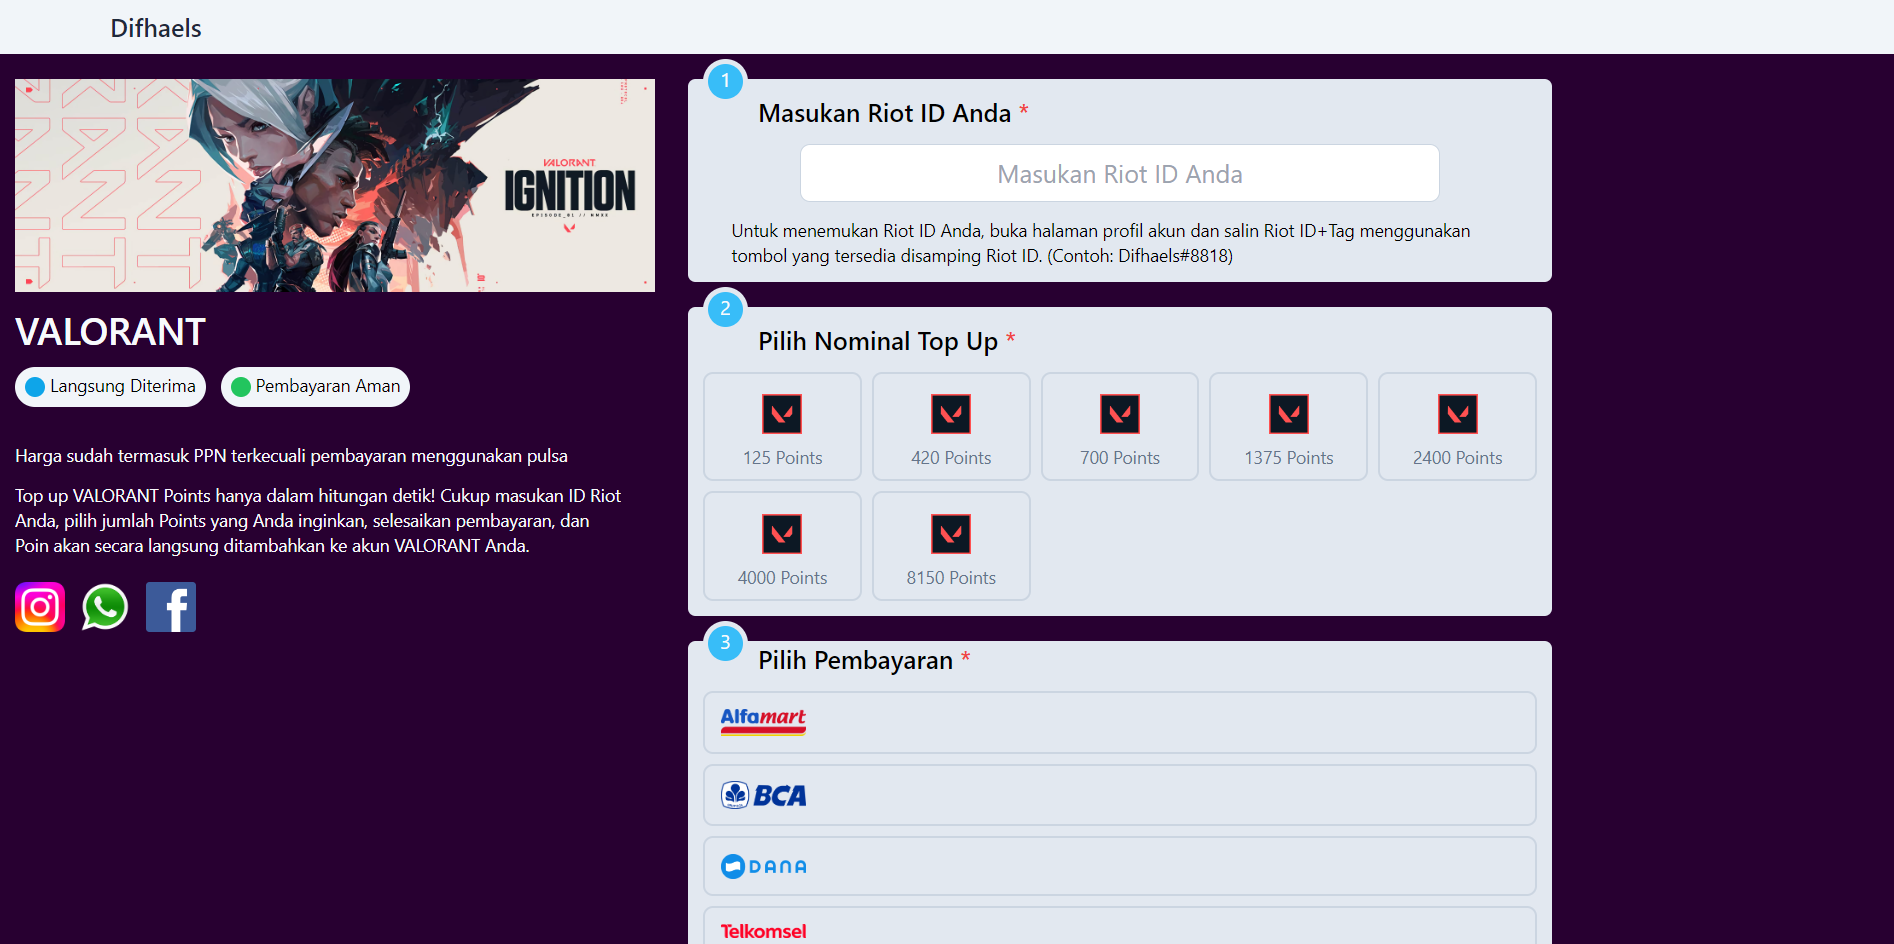 Difhaels
VALORANT
IGNITION
EPISODE_01 // MMXX
VALORANT
Langsung Diterima
Pembayaran Aman
Harga sudah termasuk PPN terkecuali pembayaran menggunakan pulsa
Top up VALORANT Points hanya dalam hitungan detik! Cukup masukan ID Riot
Anda, pilih jumlah Points yang Anda inginkan, selesaikan pembayaran, dan
Poin akan secara langsung ditambahkan ke akun VALORANT Anda.
1
Masukan Riot ID Anda *
Masukan Riot ID Anda
Untuk menemukan Riot ID Anda, buka halaman profil akun dan salin Riot ID+Tag menggunakan
tombol yang tersedia disamping Riot ID. (Contoh: Difhaels#8818)
2
Pilih Nominal Top Up *
125 Points
420 Points
700 Points
1375 Points
2400 Points
4000 Points
8150 Points
3
Pilih Pembayaran *
Alfamart
BCA
DANA
Telkomsel